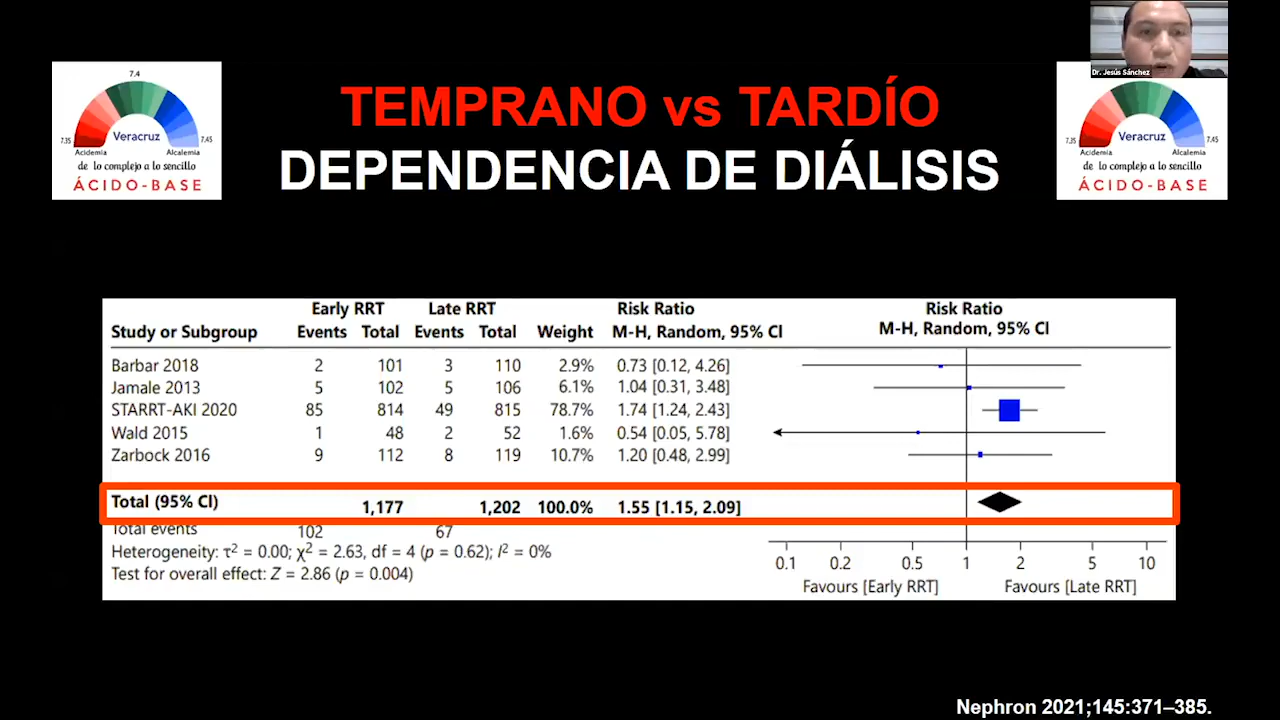 Dr. Jesús Sánchez
7.4
7.35
7.45
Veracruz
Acidemia
Alcalemia
de lo complejo a lo sencillo
ÁCIDO-BASE
TEMPRANO vs TARDÍO
DEPENDENCIA DE DIÁLISIS
7.35
7.45
Veracruz
Acidemia
Alcalemia
de lo complejo a lo sencillo
ÁCIDO-BASE
Early RRT Late RRT Risk Ratio Risk Ratio
Study or Subgroup Events Total Events Total Weight M-H, Random, 95% CI M-H, Random, 95% CI
Barbar 2018 2 101 3 110 2.9% 0.73 [0.12, 4.26]
Jamale 2013 5 102 5 106 6.1% 1.04 [0.31, 3.48]
STARRT-AKI 2020 85 814 49 815 78.7% 1.74 [1.24, 2.43]
Wald 2015 1 48 2 52 1.6% 0.54 [0.05, 5.78]
Zarbock 2016 9 112 8 119 10.7% 1.20 [0.48, 2.99]
Total (95% CI) 1,177 1,202 100.0% 1.55 [1.15, 2.09]
Total events 102 67
Heterogeneity: τ² = 0.00; χ² = 2.63, df = 4 (p = 0.62); I² = 0%
Test for overall effect: Z = 2.86 (p = 0.004)
0.1 0.2 0.5 1 2 5 10
Favours [Early RRT] Favours [Late RRT]
Nephron 2021;145:371–385.